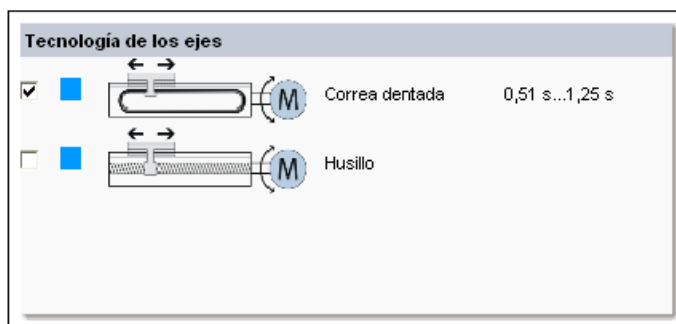 Tecnología de los ejes
M Correa dentada 0,51 s...1,25 s
M Husillo